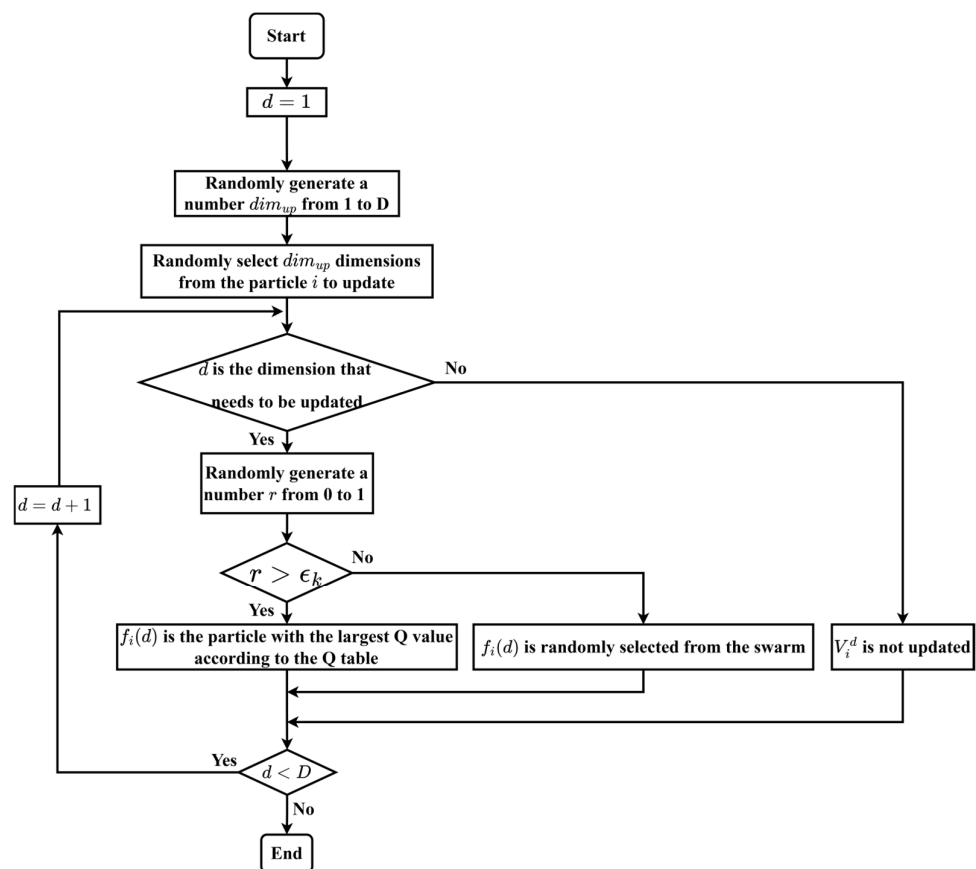 Start
d = 1
Randomly generate a
number dim_up from 1 to D
Randomly select dim_up dimensions
from the particle i to update
d is the dimension that
needs to be updated
No
Yes
Randomly generate a
number r from 0 to 1
d = d + 1
r > ϵ_k
No
Yes
f_i(d) is the particle with the largest Q value
according to the Q table
f_i(d) is randomly selected from the swarm
V_i^d is not updated
Yes
d < D
No
End